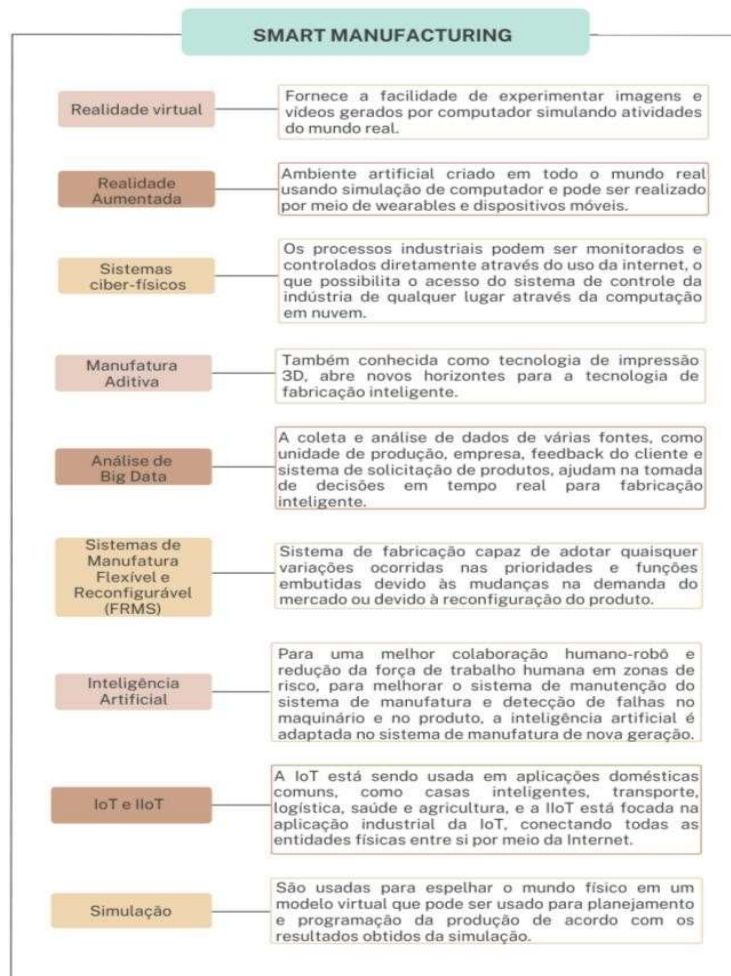 SMART MANUFACTURING
Realidade virtual
Fornece a facilidade de experimentar imagens e
vídeos gerados por computador simulando atividades
do mundo real.
Realidade
Aumentada
Ambiente artificial criado em todo o mundo real
usando simulação de computador e pode ser realizado
por meio de wearables e dispositivos móveis.
Sistemas
ciber-físicos
Os processos industriais podem ser monitorados e
controlados diretamente através do uso da internet, o
que possibilita o acesso do sistema de controle da
indústria de qualquer lugar através da computação
em nuvem.
Manufatura
Aditiva
Também conhecida como tecnologia de impressão
3D, abre novos horizontes para a tecnologia de
fabricação inteligente.
Análise de
Big Data
A coleta e análise de dados de várias fontes, como
unidade de produção, empresa, feedback do cliente e
sistema de solicitação de produtos, ajudam na tomada
de decisões em tempo real para fabricação
inteligente.
Sistemas de
Manufatura
Flexível e
Reconfigurável
(FRMS)
Sistema de fabricação capaz de adotar quaisquer
variações ocorridas nas prioridades e funções
embutidas devido às mudanças na demanda do
mercado ou devido à reconfiguração do produto.
Inteligência
Artificial
Para uma melhor colaboração humano-robô e
redução da força de trabalho humana em zonas de
risco, para melhorar o sistema de manutenção do
sistema de manufatura e detecção de falhas no
maquinário e no produto, a inteligência artificial é
adaptada no sistema de manufatura de nova geração.
IoT e IIoT
A IoT está sendo usada em aplicações domésticas
comuns, como casas inteligentes, transporte,
logística, saúde e agricultura, e a IIoT está focada na
aplicação industrial da IoT, conectando todas as
entidades físicas entre si por meio da Internet.
Simulação
São usadas para espelhar o mundo físico em um
modelo virtual que pode ser usado para planejamento
e programação da produção de acordo com os
resultados obtidos da simulação.